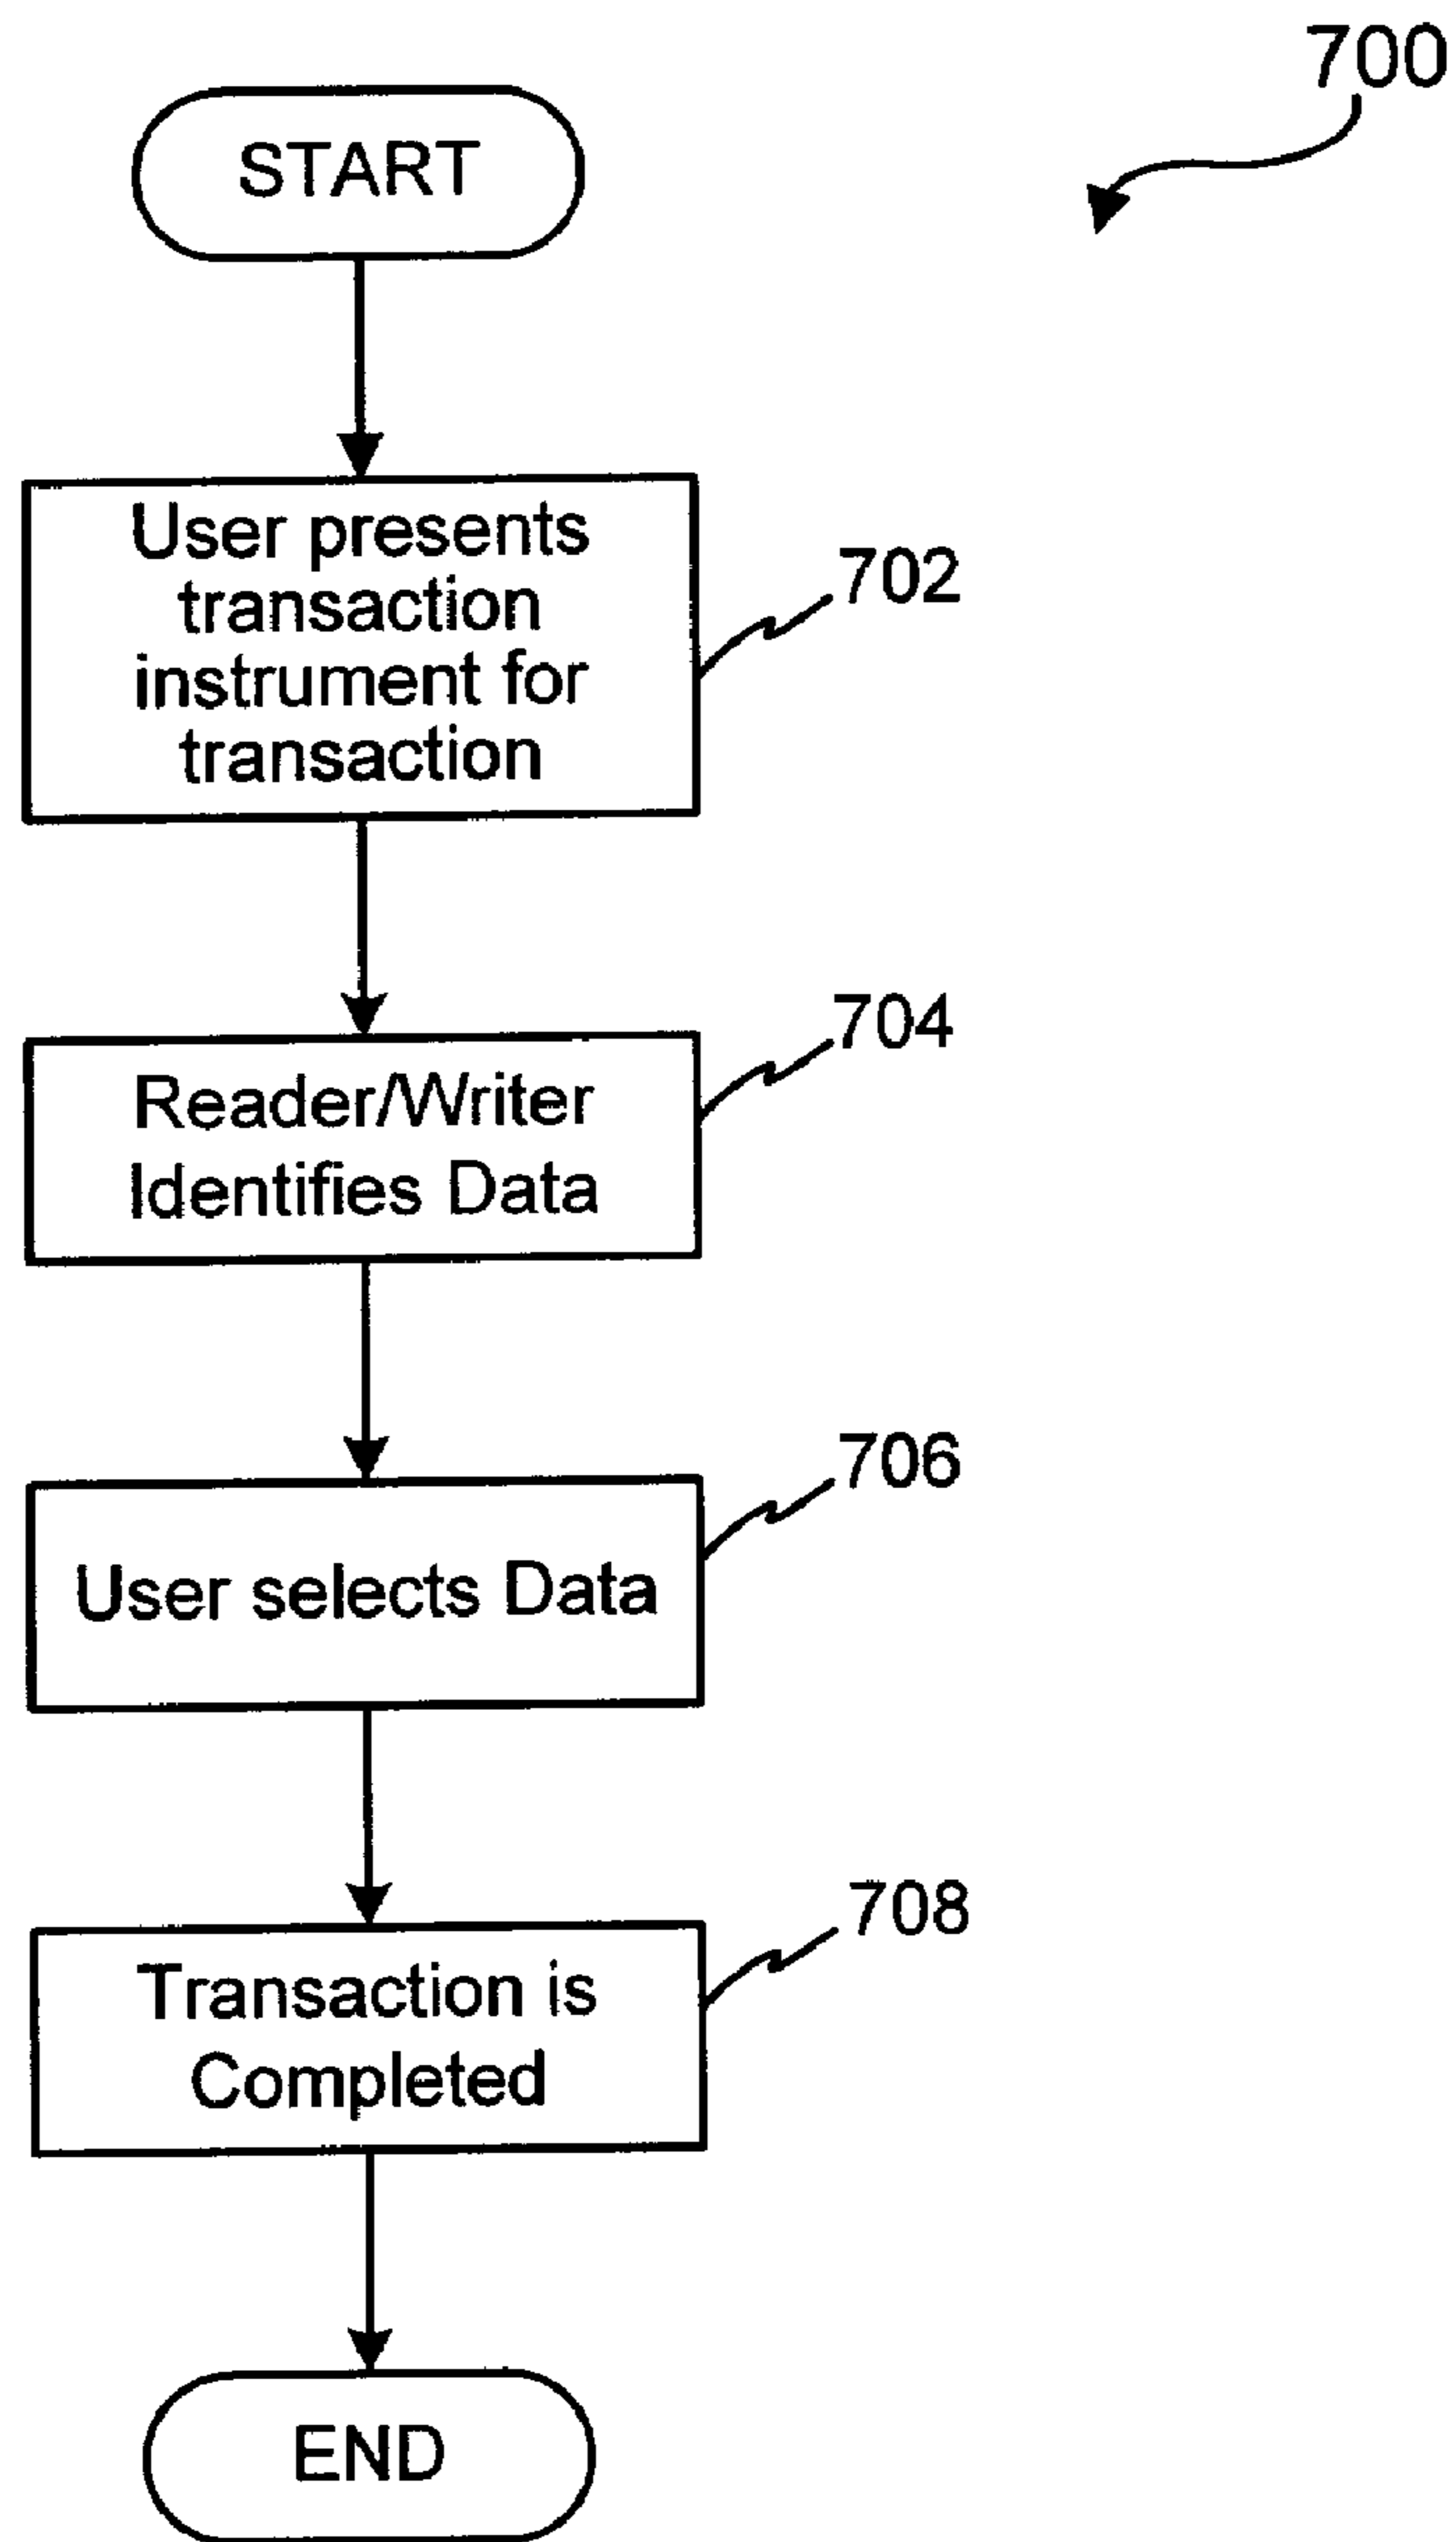 700
START
User presents
transaction
instrument for
transaction
702
Reader/Writer
Identifies Data
704
User selects Data
706
Transaction is
Completed
708
END